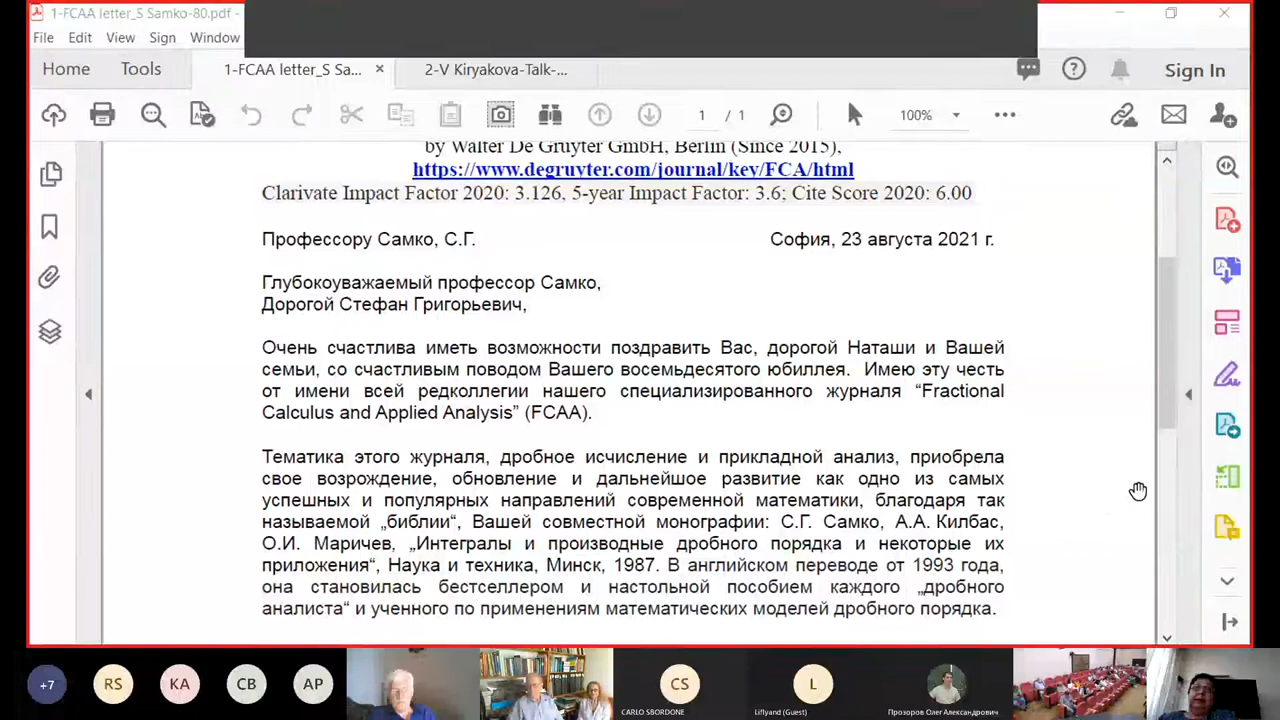 1-FCAA letter_S Samko-80.pdf -
File Edit View Sign Window
Home Tools 1-FCAA letter_S Sa... × 2-V Kiryakova-Talk-... Sign In
1 / 1 100%
by Walter De Gruyter GmbH, Berlin (Since 2015),
https://www.degruyter.com/journal/key/FCA/html
Clarivate Impact Factor 2020: 3.126, 5-year Impact Factor: 3.6; Cite Score 2020: 6.00
Профессору Самко, С.Г. София, 23 августа 2021 г.
Глубокоуважаемый профессор Самко,
Дорогой Стефан Григорьевич,
Очень счастлива иметь возможности поздравить Вас, дорогой Наташи и Вашей
семьи, со счастливым поводом Вашего восемьдесятого юбиллея. Имею эту честь
от имени всей редколлегии нашего специализированного журнала “Fractional
Calculus and Applied Analysis” (FCAA).
Тематика этого журнала, дробное исчисление и прикладной анализ, приобрела
свое возрождение, обновление и дальнейшее развитие как одно из самых
успешных и популярных направлений современной математики, благодаря так
называемой „библии“, Вашей совместной монографии: С.Г. Самко, А.А. Килбас,
О.И. Маричев, „Интегралы и производные дробного порядка и некоторые их
приложения“, Наука и техника, Минск, 1987. В английском переводе от 1993 года,
она становилась бестселлером и настольной пособием каждого „дробного
аналиста“ и ученного по применениям математических моделей дробного порядка.
+7 RS KA CB AP CS L
CARLO SBORDONE Liflyand (Guest) Прозоров Олег Александрович